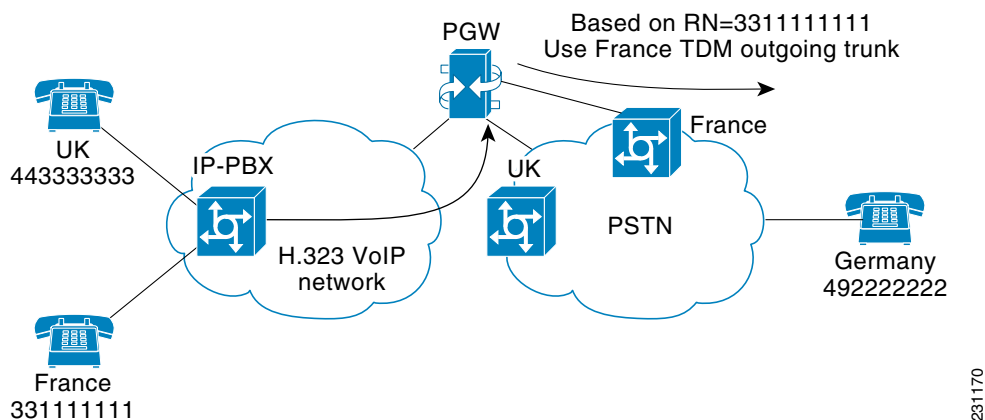 Based on RN=3311111111
Use France TDM outgoing trunk
PGW
France
UK
443333333
IP-PBX
UK
PSTN
H.323 VoIP
network
Germany
492222222
France
331111111
231170